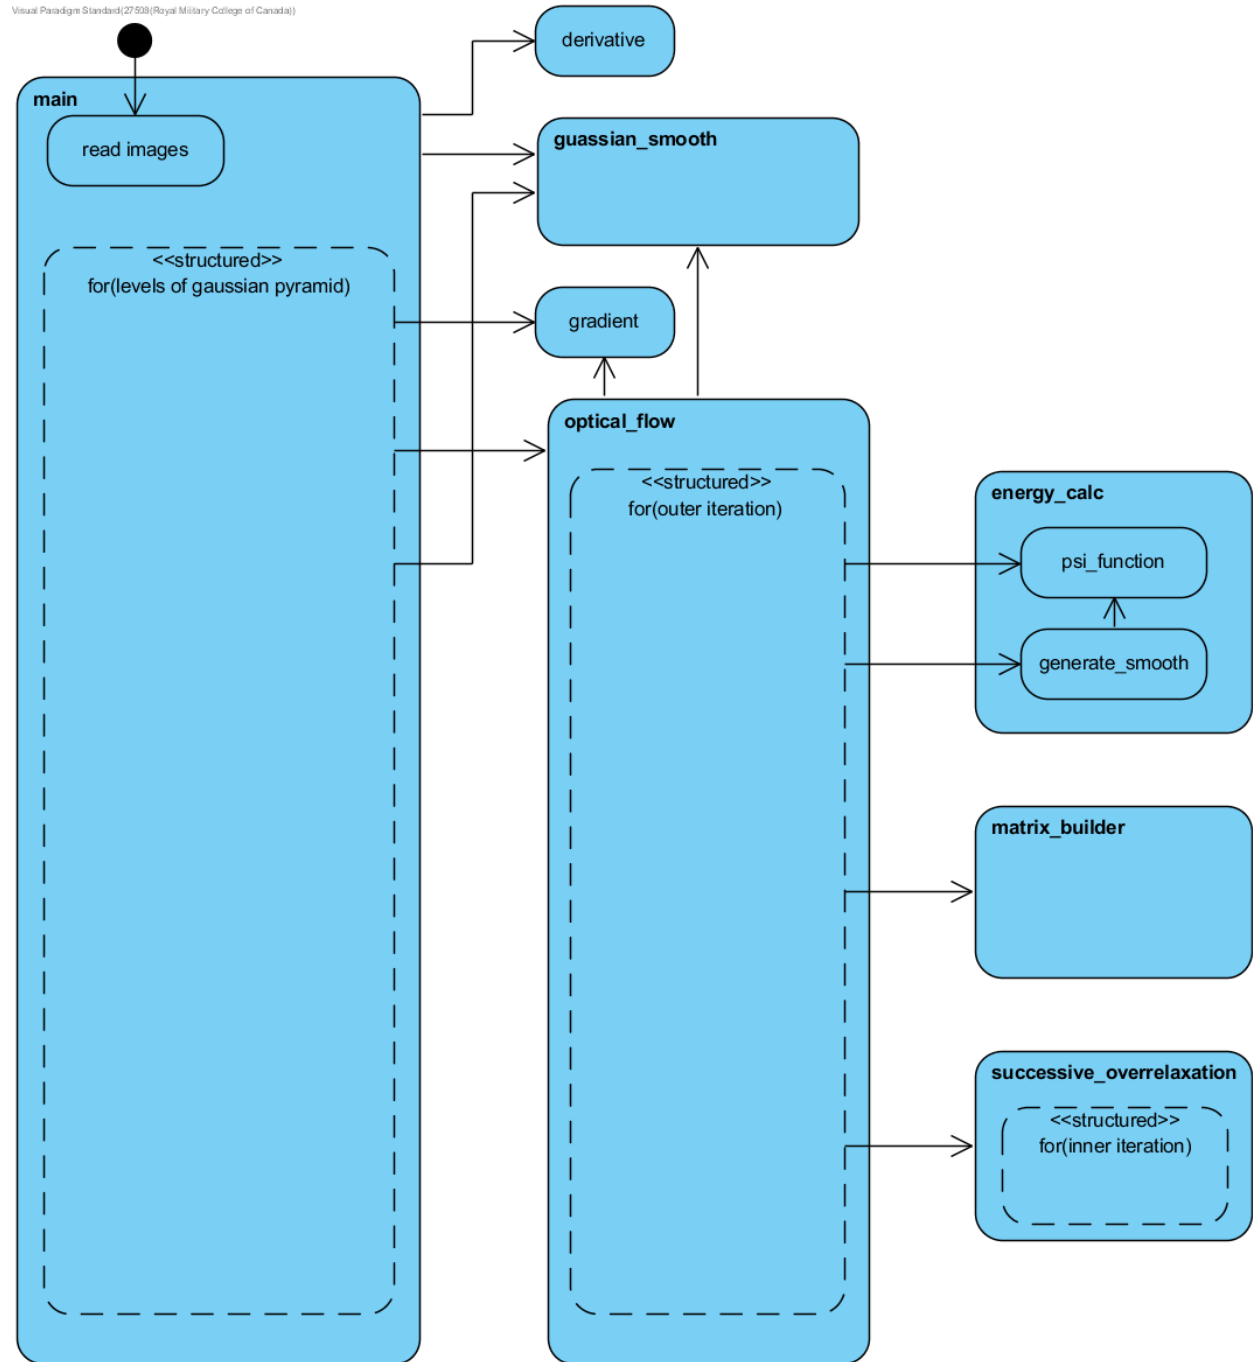 Visual Paradigm Standard(27508(Royal Military College of Canada))
main
read images
<<structured>>
for(levels of gaussian pyramid)
derivative
guassian_smooth
gradient
optical_flow
<<structured>>
for(outer iteration)
energy_calc
psi_function
generate_smooth
matrix_builder
successive_overrelaxation
<<structured>>
for(inner iteration)